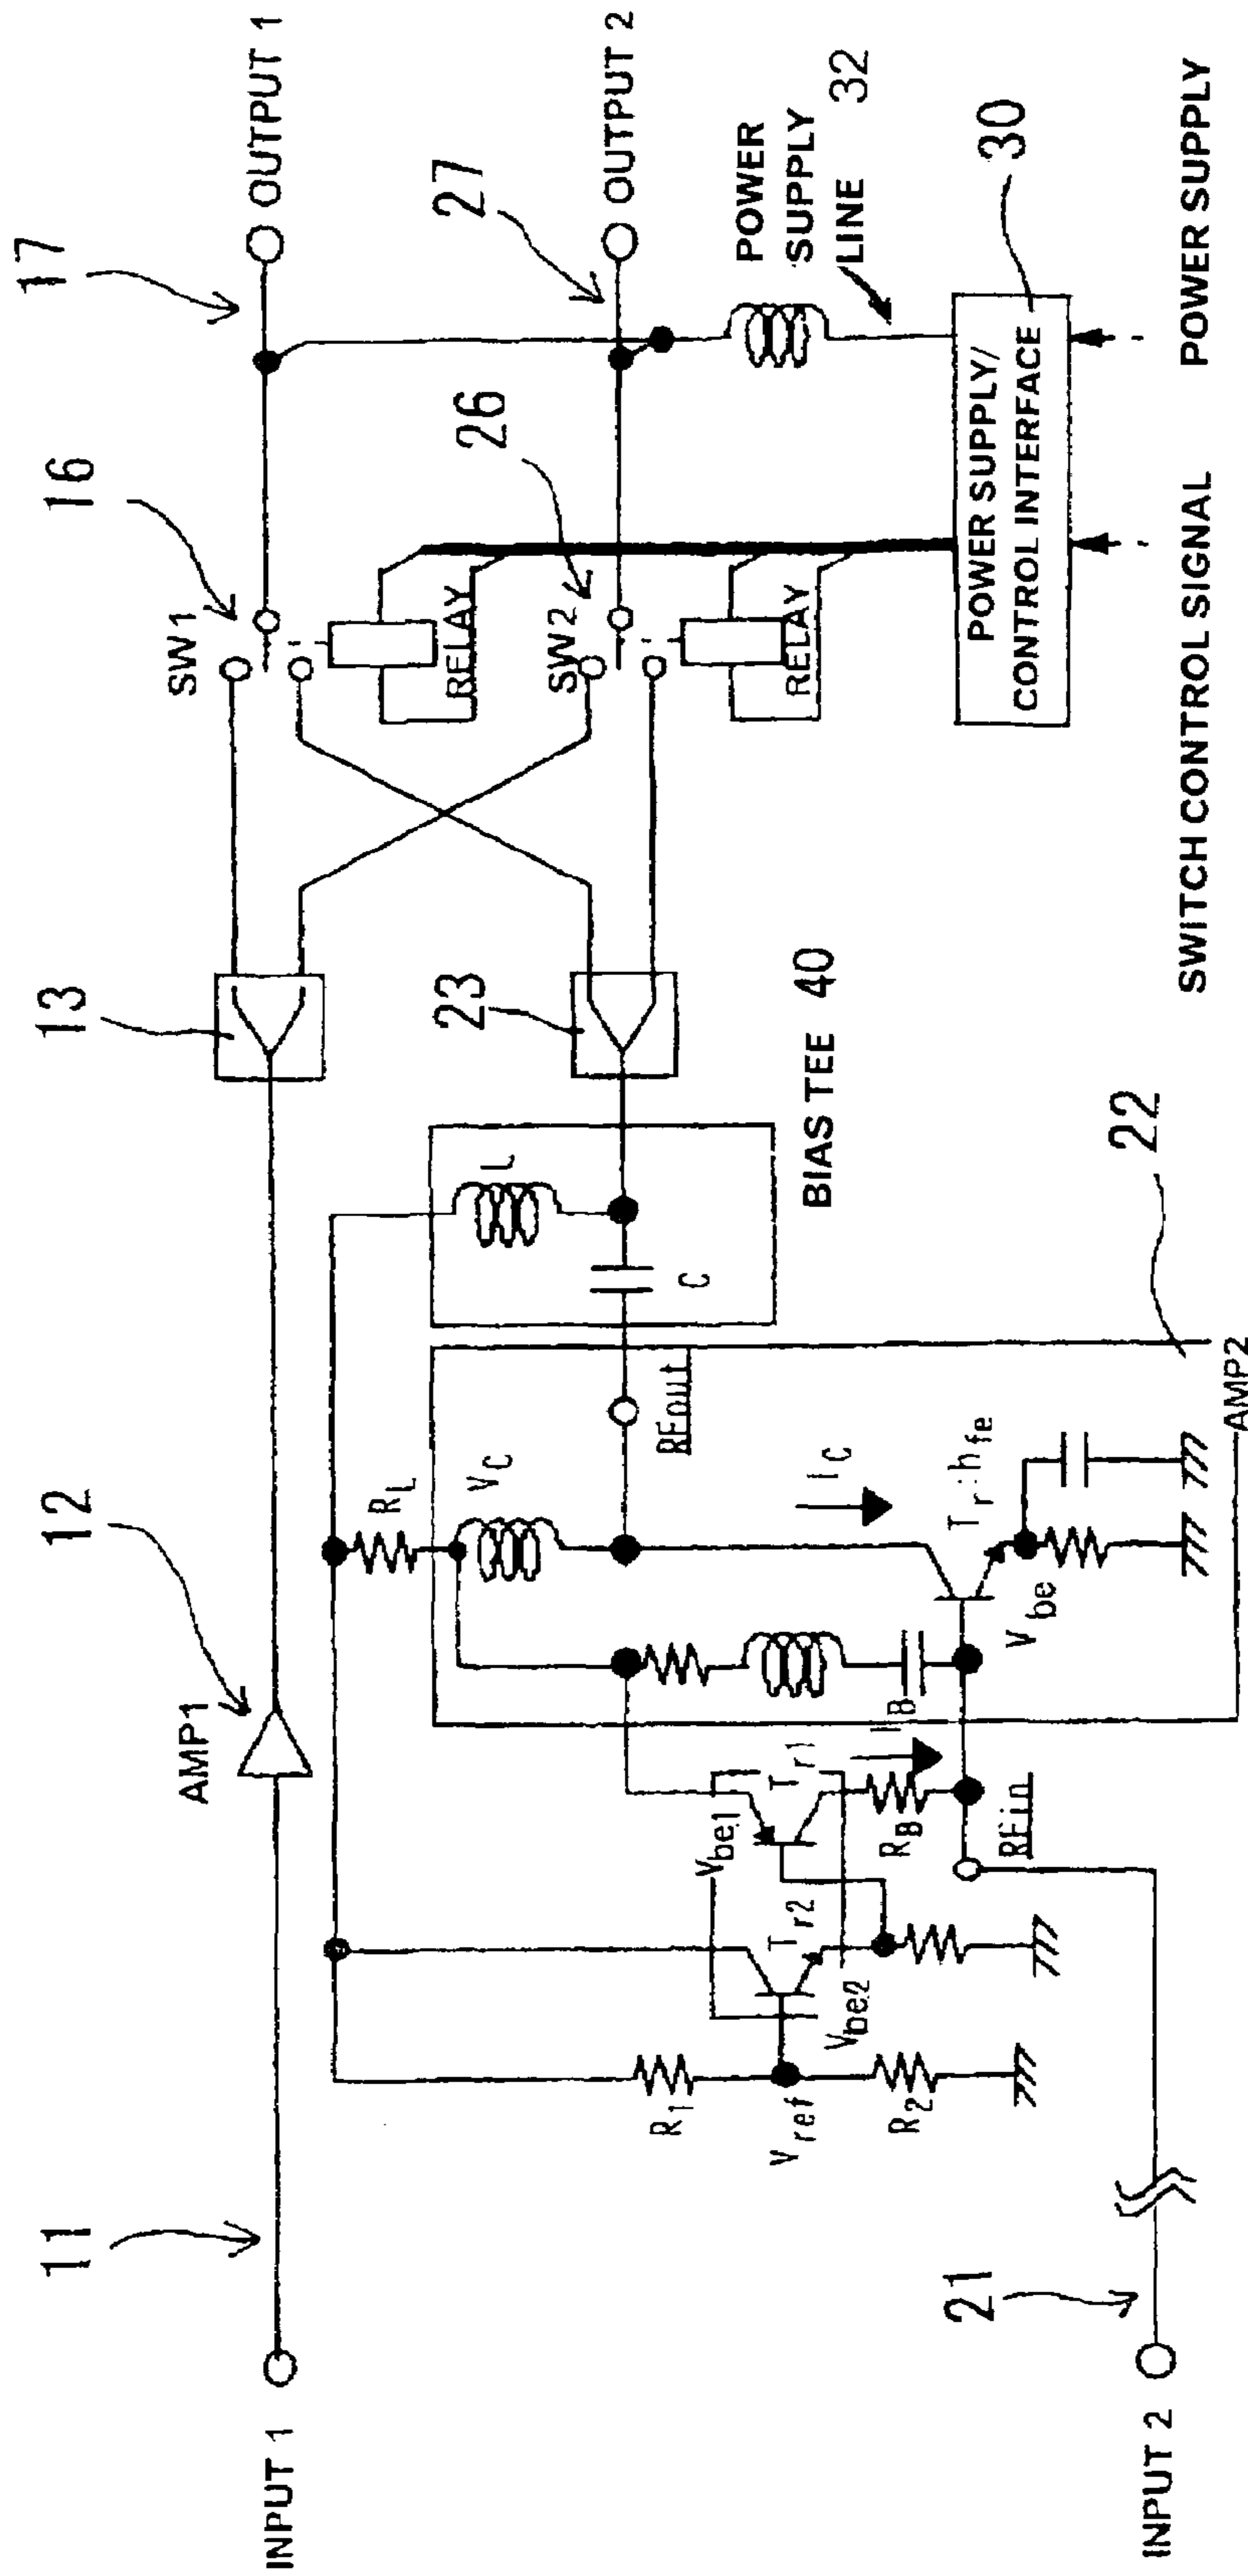 INPUT 1
11
AMP1
12
13
SW1
16
17
OUTPUT 1
RELAY
R1
Vref
R2
Tr2
Vbe2
Vbe1
Tr1
RB
IB
RFin
RL
VC
RFout
IC
Tr:hfe
Vbe
AMP2
22
L
C
BIAS TEE 40
23
SW2
26
27
OUTPUT 2
RELAY
POWER
SUPPLY
LINE 32
POWER SUPPLY/
CONTROL INTERFACE
30
SWITCH CONTROL SIGNAL
POWER SUPPLY
INPUT 2
21